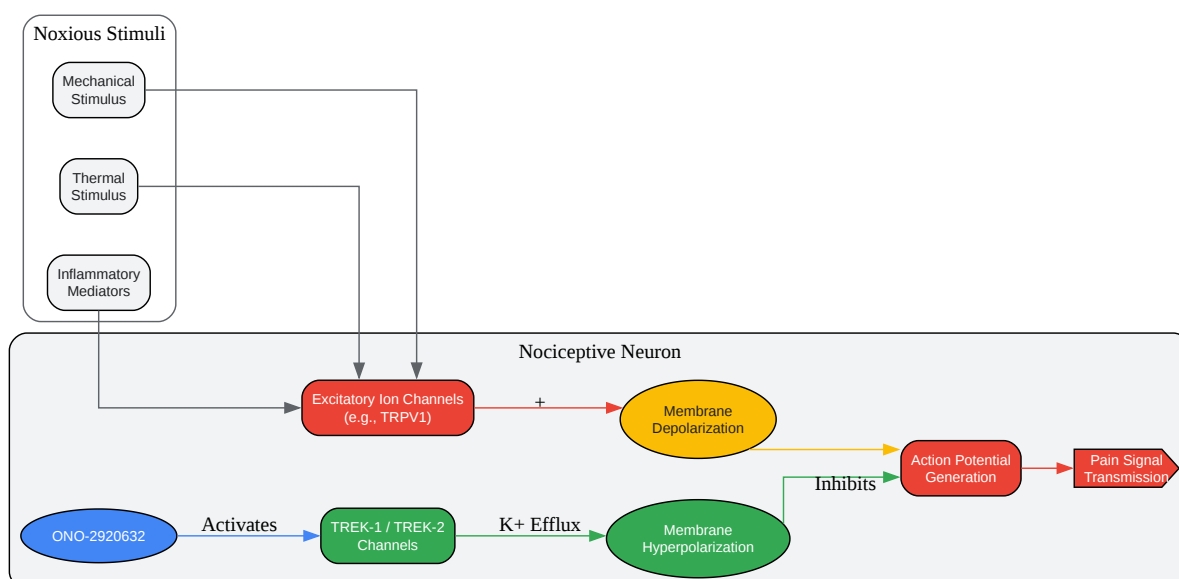 Noxious Stimuli
Mechanical
Stimulus
Thermal
Stimulus
Inflammatory
Mediators
Nociceptive Neuron
Excitatory Ion Channels
(e.g., TRPV1)
+
Membrane
Depolarization
Action Potential
Generation
Pain Signal
Transmission
Inhibits
ONO-2920632
Activates
TREK-1 / TREK-2
Channels
K+ Efflux
Membrane
Hyperpolarization